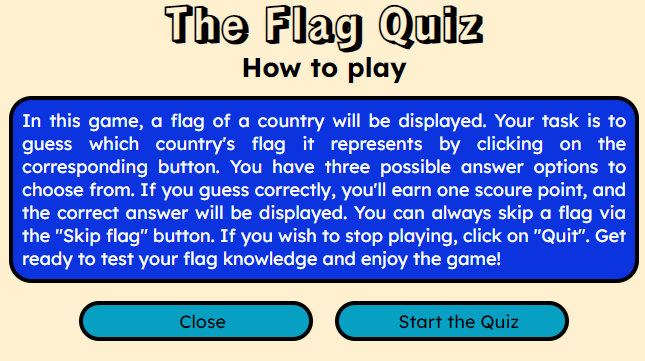 The Flag Quiz
How to play
In this game, a flag of a country will be displayed. Your task is to
guess which country's flag it represents by clicking on the
corresponding button. You have three possible answer options to
choose from. If you guess correctly, you'll earn one scoure point, and
the correct answer will be displayed. You can always skip a flag via
the "Skip flag" button. If you wish to stop playing, click on "Quit". Get
ready to test your flag knowledge and enjoy the game!
Close
Start the Quiz